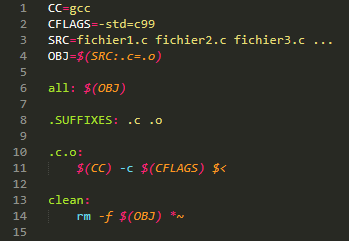 1 CC=gcc
2 CFLAGS=-std=c99
3 SRC=fichier1.c fichier2.c fichier3.c ...
4 OBJ=$(SRC:.c=.o)
5
6 all: $(OBJ)
7
8 .SUFFIXES: .c .o
9
10 .c.o:
11 $(CC) -c $(CFLAGS) $<
12
13 clean:
14 rm -f $(OBJ) *~
15